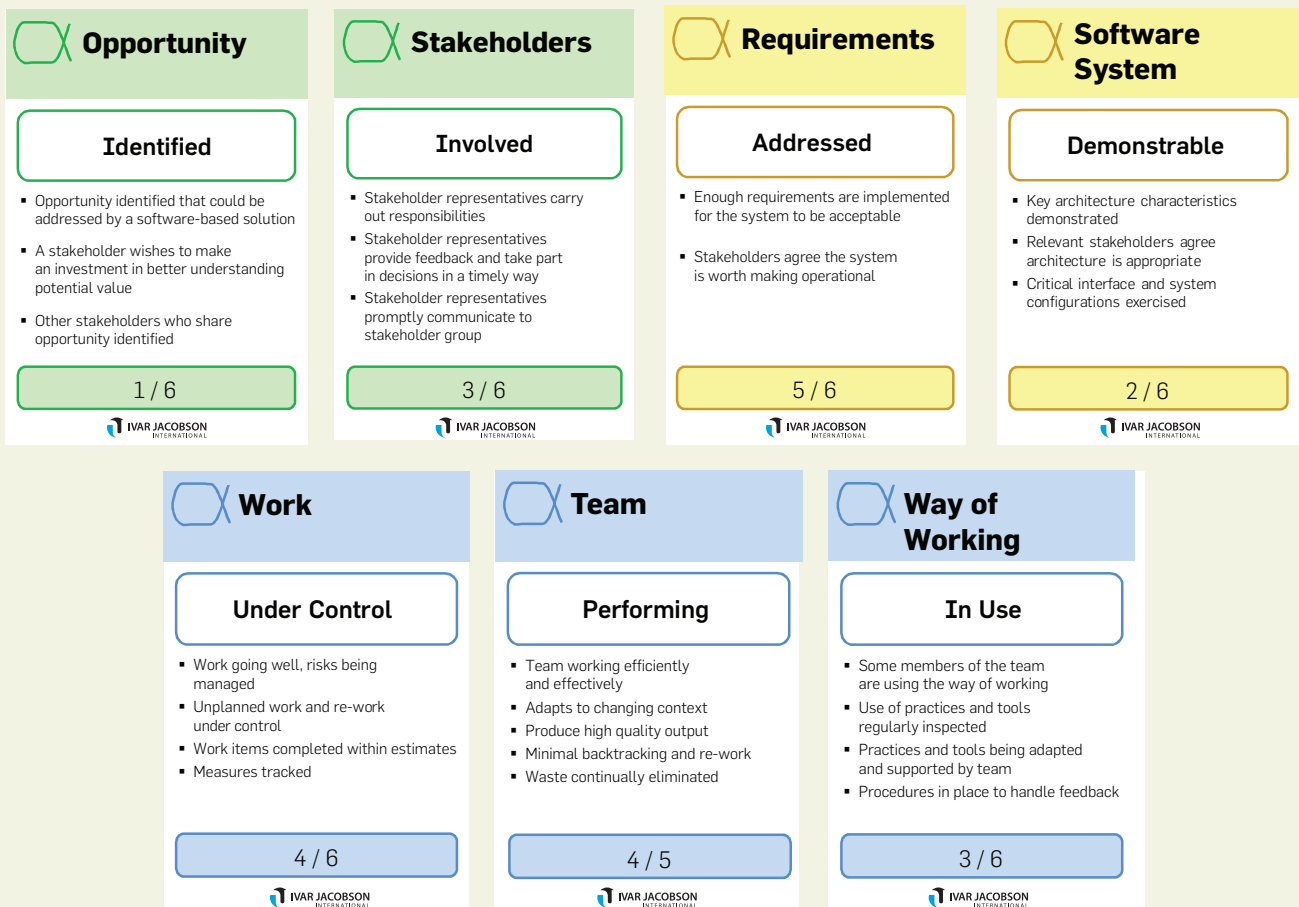 Opportunity
Identified
▪ Opportunity identified that could be
addressed by a software-based solution
▪ A stakeholder wishes to make
an investment in better understanding
potential value
▪ Other stakeholders who share
opportunity identified
1 / 6
IVAR JACOBSON
INTERNATIONAL
Stakeholders
Involved
▪ Stakeholder representatives carry
out responsibilities
▪ Stakeholder representatives
provide feedback and take part
in decisions in a timely way
▪ Stakeholder representatives
promptly communicate to
stakeholder group
3 / 6
IVAR JACOBSON
INTERNATIONAL
Requirements
Addressed
▪ Enough requirements are implemented
for the system to be acceptable
▪ Stakeholders agree the system
is worth making operational
5 / 6
IVAR JACOBSON
INTERNATIONAL
Software
System
Demonstrable
▪ Key architecture characteristics
demonstrated
▪ Relevant stakeholders agree
architecture is appropriate
▪ Critical interface and system
configurations exercised
2 / 6
IVAR JACOBSON
INTERNATIONAL
Work
Under Control
▪ Work going well, risks being
managed
▪ Unplanned work and re-work
under control
▪ Work items completed within estimates
▪ Measures tracked
4 / 6
IVAR JACOBSON
INTERNATIONAL
Team
Performing
▪ Team working efficiently
and effectively
▪ Adapts to changing context
▪ Produce high quality output
▪ Minimal backtracking and re-work
▪ Waste continually eliminated
4 / 5
IVAR JACOBSON
INTERNATIONAL
Way of
Working
In Use
▪ Some members of the team
are using the way of working
▪ Use of practices and tools
regularly inspected
▪ Practices and tools being adapted
and supported by team
▪ Procedures in place to handle feedback
3 / 6
IVAR JACOBSON
INTERNATIONAL